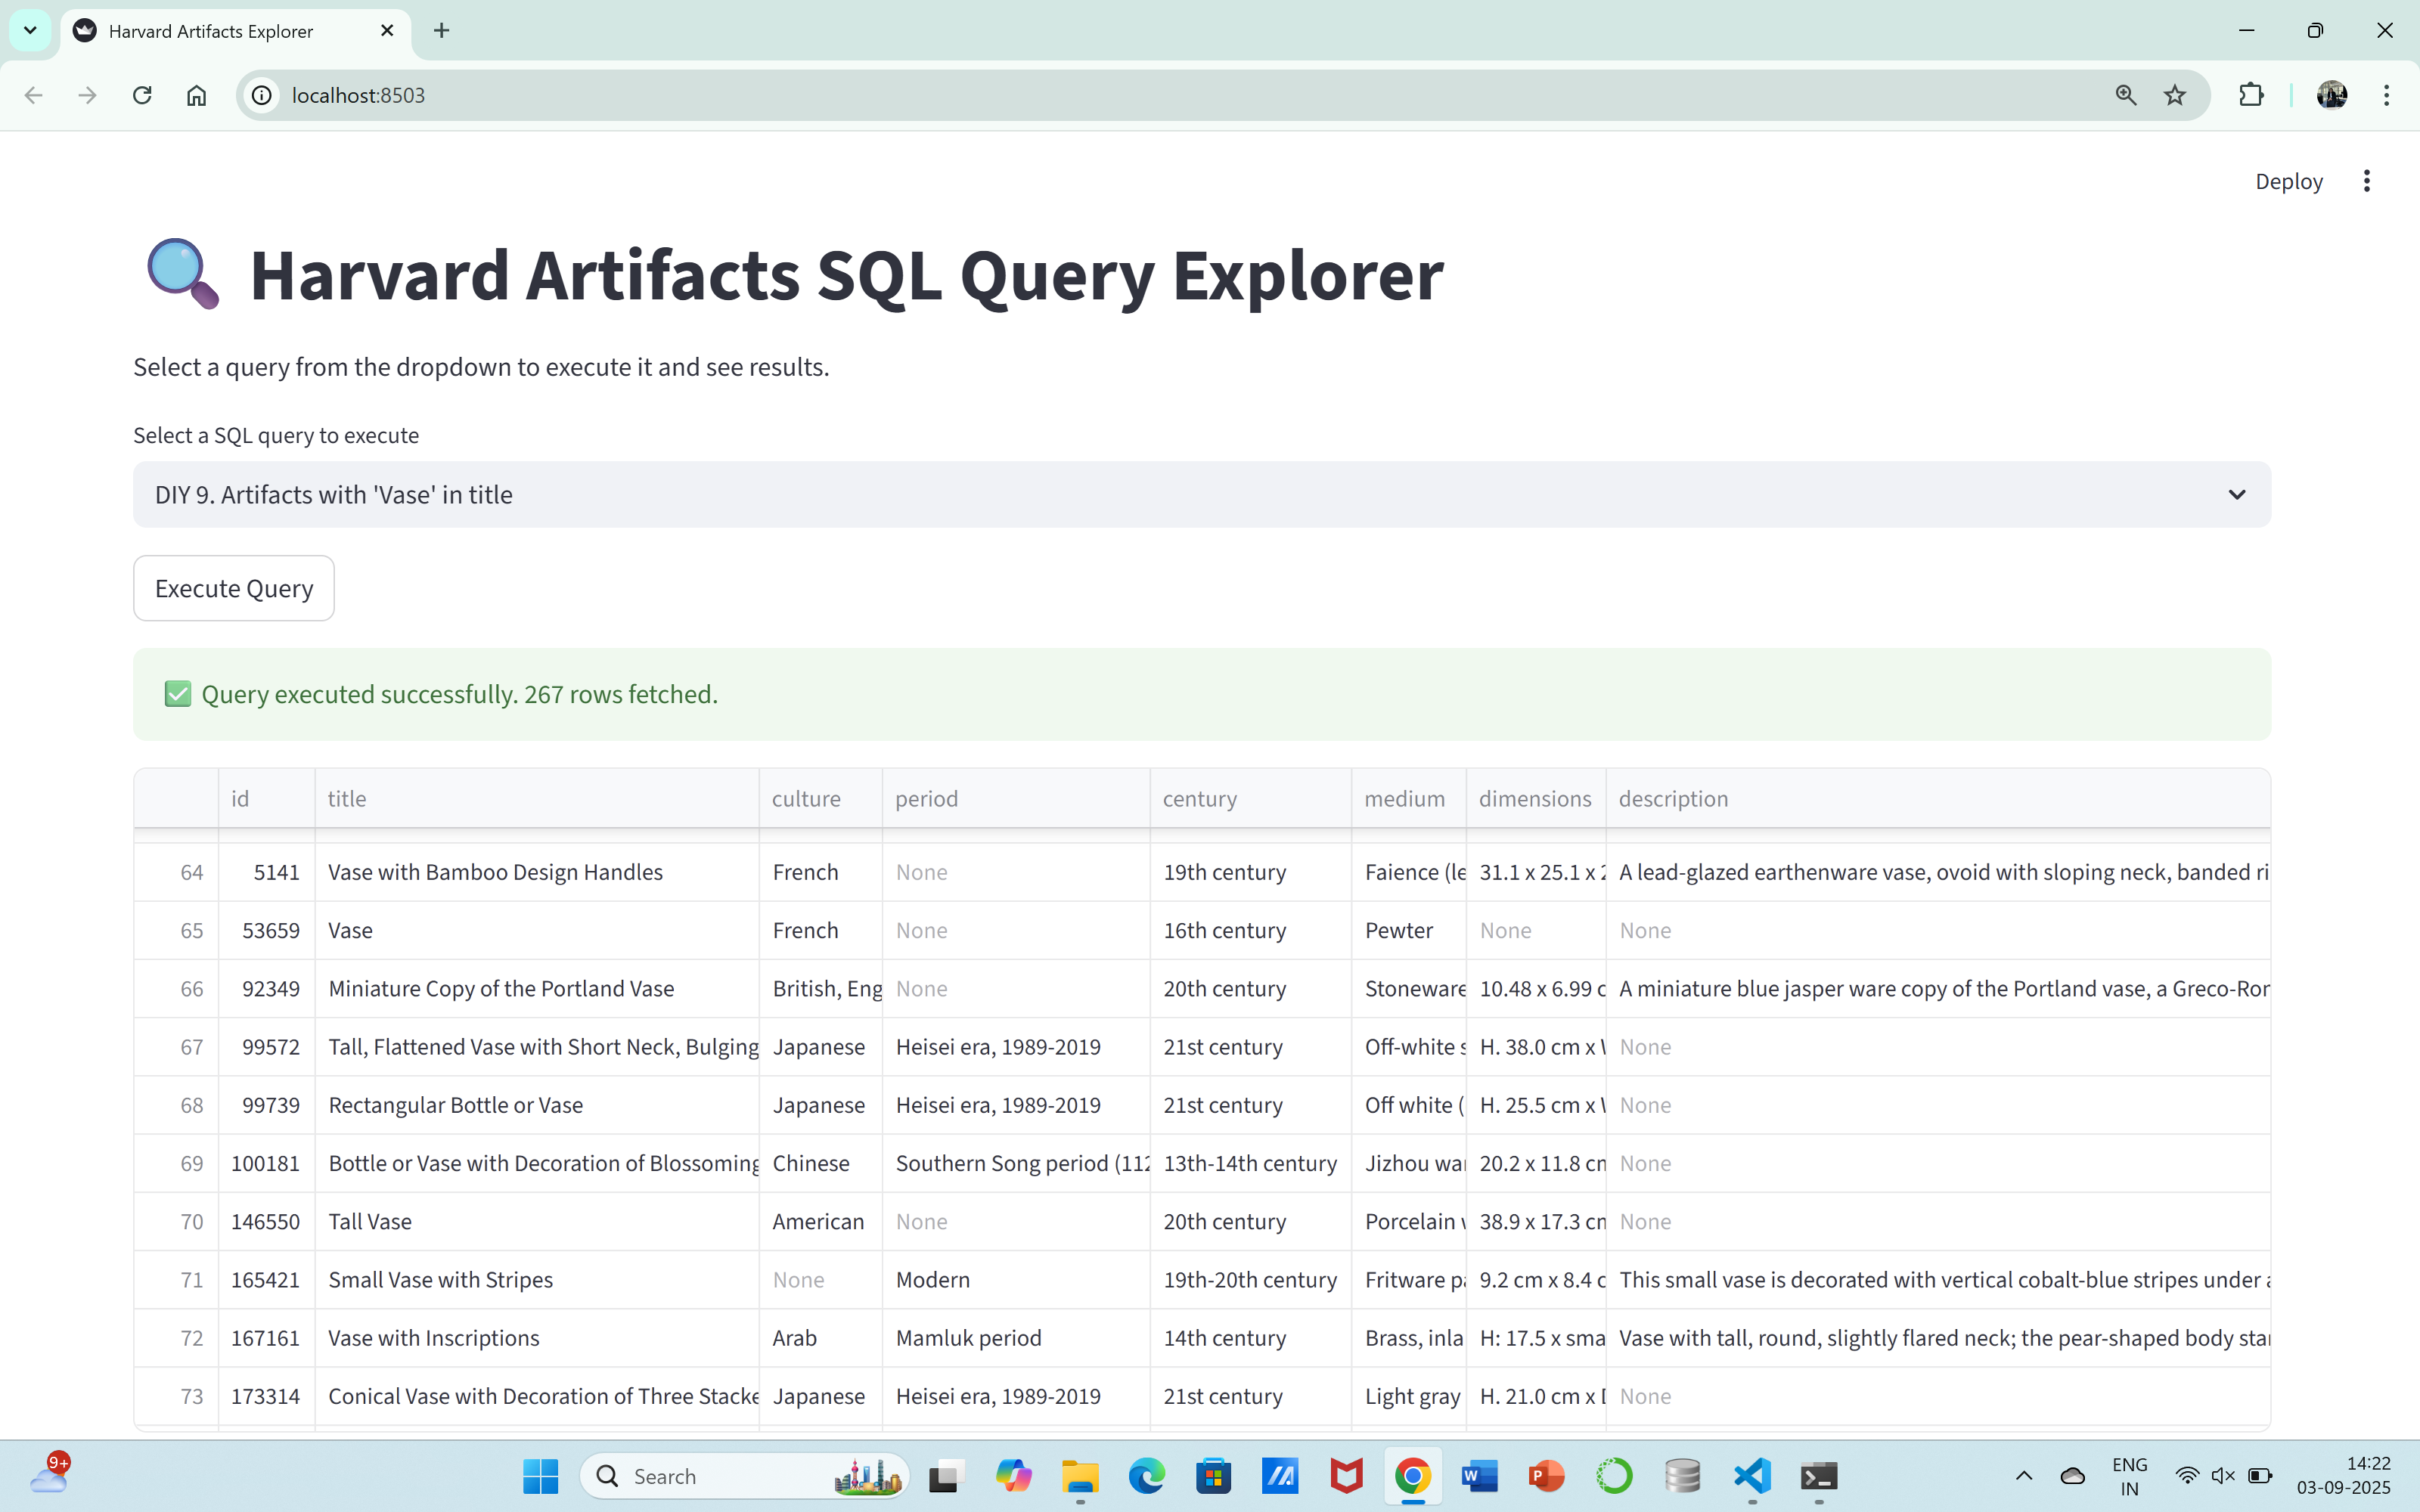 Harvard Artifacts Explorer
localhost:8503
Deploy
Harvard Artifacts SQL Query Explorer
Select a query from the dropdown to execute it and see results.
Select a SQL query to execute
DIY 9. Artifacts with 'Vase' in title
Execute Query
Query executed successfully. 267 rows fetched.
id title culture period century medium dimensions description
64 5141 Vase with Bamboo Design Handles French None 19th century Faience (le 31.1 x 25.1 x A lead-glazed earthenware vase, ovoid with sloping neck, banded ri
65 53659 Vase French None 16th century Pewter None None
66 92349 Miniature Copy of the Portland Vase British, Eng None 20th century Stoneware 10.48 x 6.99 c A miniature blue jasper ware copy of the Portland vase, a Greco-Ror
67 99572 Tall, Flattened Vase with Short Neck, Bulging Japanese Heisei era, 1989-2019 21st century Off-white s H. 38.0 cm x None
68 99739 Rectangular Bottle or Vase Japanese Heisei era, 1989-2019 21st century Off white ( H. 25.5 cm x None
69 100181 Bottle or Vase with Decoration of Blossoming Chinese Southern Song period (112 13th-14th century Jizhou wa 20.2 x 11.8 cm None
70 146550 Tall Vase American None 20th century Porcelain 38.9 x 17.3 cm None
71 165421 Small Vase with Stripes None Modern 19th-20th century Fritware pa 9.2 cm x 8.4 c This small vase is decorated with vertical cobalt-blue stripes under a
72 167161 Vase with Inscriptions Arab Mamluk period 14th century Brass, inla H: 17.5 x sma Vase with tall, round, slightly flared neck; the pear-shaped body sta
73 173314 Conical Vase with Decoration of Three Stacke Japanese Heisei era, 1989-2019 21st century Light gray H. 21.0 cm x None
9+
Search
ENG
IN
14:22
03-09-2025